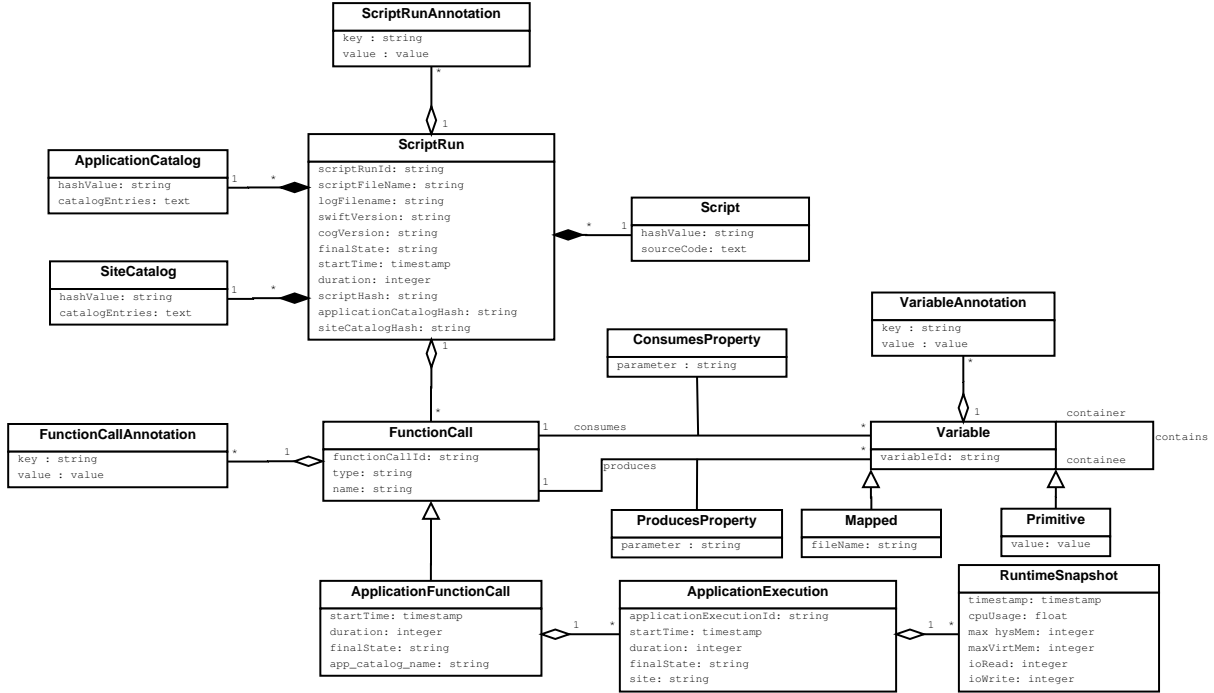 ScriptRunAnnotation
key : string
value : value
*
1
ScriptRun
scriptRunId: string
scriptFileName: string
logFilename: string
swiftVersion: string
cogVersion: string
finalState: string
startTime: timestamp
duration: integer
scriptHash: string
applicationCatalogHash: string
siteCatalogHash: string
ApplicationCatalog
hashValue: string
catalogEntries: text
1 *
SiteCatalog
hashValue: string
catalogEntries: text
1 *
Script
hashValue: string
sourceCode: text
* 1
1
*
VariableAnnotation
key : string
value : value
*
1
ConsumesProperty
parameter : string
FunctionCallAnnotation
key : string
value : value
* 1
FunctionCall
functionCallId: string
type: string
name: string
1 consumes *
1 produces *
Variable
variableId: string
container
contains
containee
ProducesProperty
parameter : string
Mapped
fileName: string
Primitive
value: value
ApplicationFunctionCall
startTime: timestamp
duration: integer
finalState: string
app_catalog_name: string
1 *
ApplicationExecution
applicationExecutionId: string
startTime: timestamp
duration: integer
finalState: string
site: string
1 *
RuntimeSnapshot
timestamp: timestamp
cpuUsage: float
max hysMem: integer
maxVirtMem: integer
ioRead: integer
ioWrite: integer